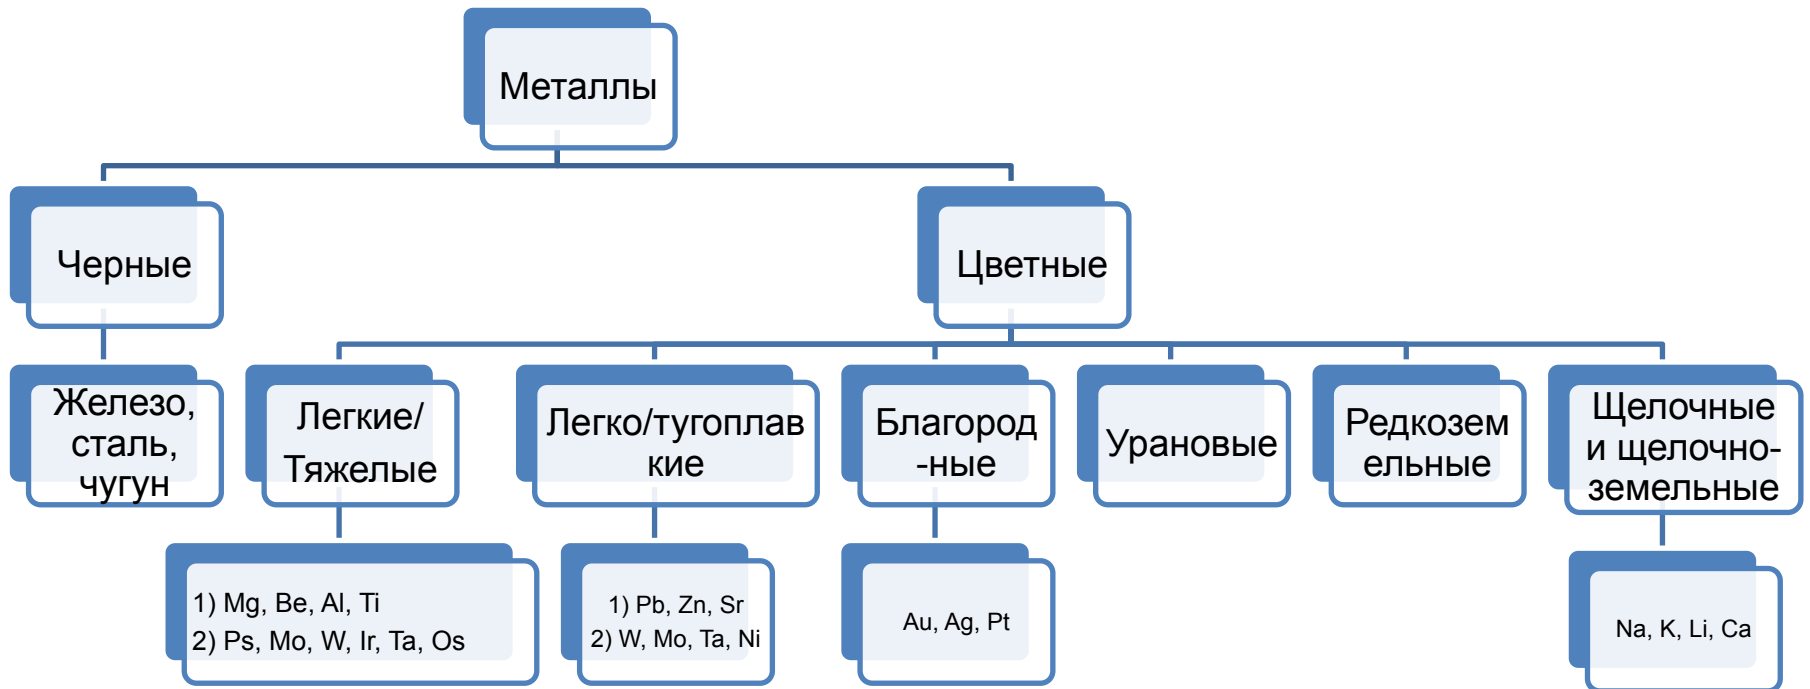 Металлы
Черные
Цветные
Железо,
сталь,
чугун
Легкие/
Тяжелые
Легко/тугоплав
кие
Благород
-ные
Урановые
Редкозем
ельные
Щелочные
и щелочно-
земельные
1) Mg, Be, Al, Ti
2) Ps, Mo, W, Ir, Ta, Os
1) Pb, Zn, Sr
2) W, Mo, Ta, Ni
Au, Ag, Pt
Na, K, Li, Ca